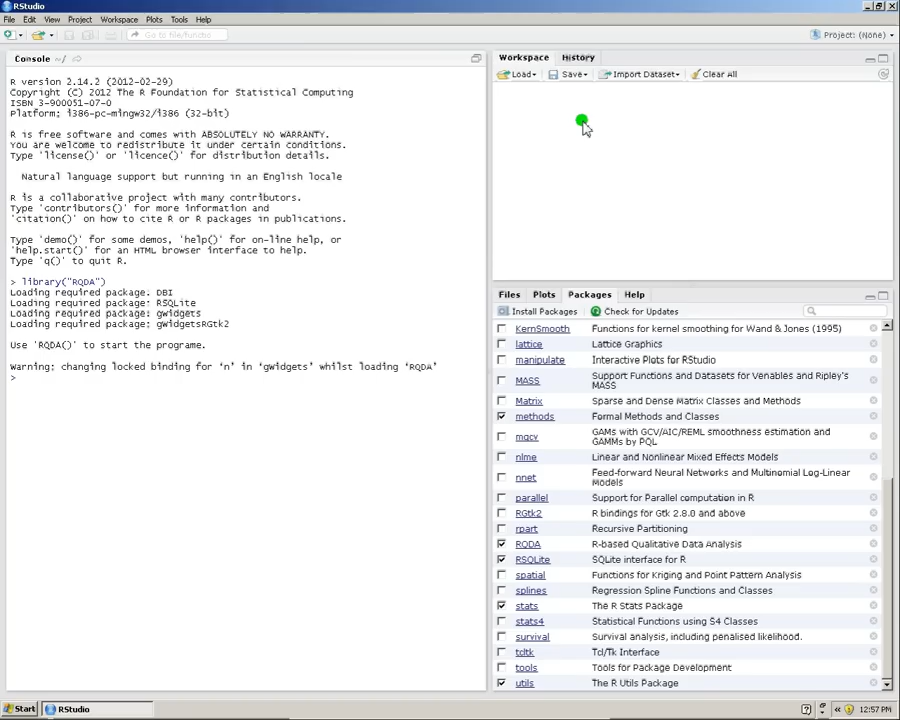 RStudio
File Edit View Project Workspace Plots Tools Help
Go to file/functio
Project: (None)
Console ~/
R version 2.14.2 (2012-02-29)
Copyright (C) 2012 The R Foundation for Statistical Computing
ISBN 3-900051-07-0
Platform: i386-pc-mingw32/i386 (32-bit)
R is free software and comes with ABSOLUTELY NO WARRANTY.
You are welcome to redistribute it under certain conditions.
Type 'license()' or 'licence()' for distribution details.
Natural language support but running in an English locale
R is a collaborative project with many contributors.
Type 'contributors()' for more information and
'citation()' on how to cite R or R packages in publications.
Type 'demo()' for some demos, 'help()' for on-line help, or
'help.start()' for an HTML browser interface to help.
Type 'q()' to quit R.
> library("RQDA")
Loading required package: DBI
Loading required package: RSQLite
Loading required package: gWidgets
Loading required package: gWidgetsRGtk2
Use 'RQDA()' to start the programe.
Warning: changing locked binding for ‘n’ in ‘gWidgets’ whilst loading ‘RQDA’
>
Workspace History
Load Save Import Dataset Clear All
Files Plots Packages Help
Install Packages Check for Updates
KernSmooth Functions for kernel smoothing for Wand & Jones (1995)
lattice Lattice Graphics
manipulate Interactive Plots for RStudio
MASS Support Functions and Datasets for Venables and Ripley's
MASS
Matrix Sparse and Dense Matrix Classes and Methods
methods Formal Methods and Classes
mgcv GAMs with GCV/AIC/REML smoothness estimation and
GAMMs by PQL
nlme Linear and Nonlinear Mixed Effects Models
nnet Feed-forward Neural Networks and Multinomial Log-Linear
Models
parallel Support for Parallel computation in R
RGtk2 R bindings for Gtk 2.8.0 and above
rpart Recursive Partitioning
RQDA R-based Qualitative Data Analysis
RSQLite SQLite interface for R
spatial Functions for Kriging and Point Pattern Analysis
splines Regression Spline Functions and Classes
stats The R Stats Package
stats4 Statistical Functions using S4 Classes
survival Survival analysis, including penalised likelihood.
tcltk Tcl/Tk Interface
tools Tools for Package Development
utils The R Utils Package
Start RStudio 12:57 PM